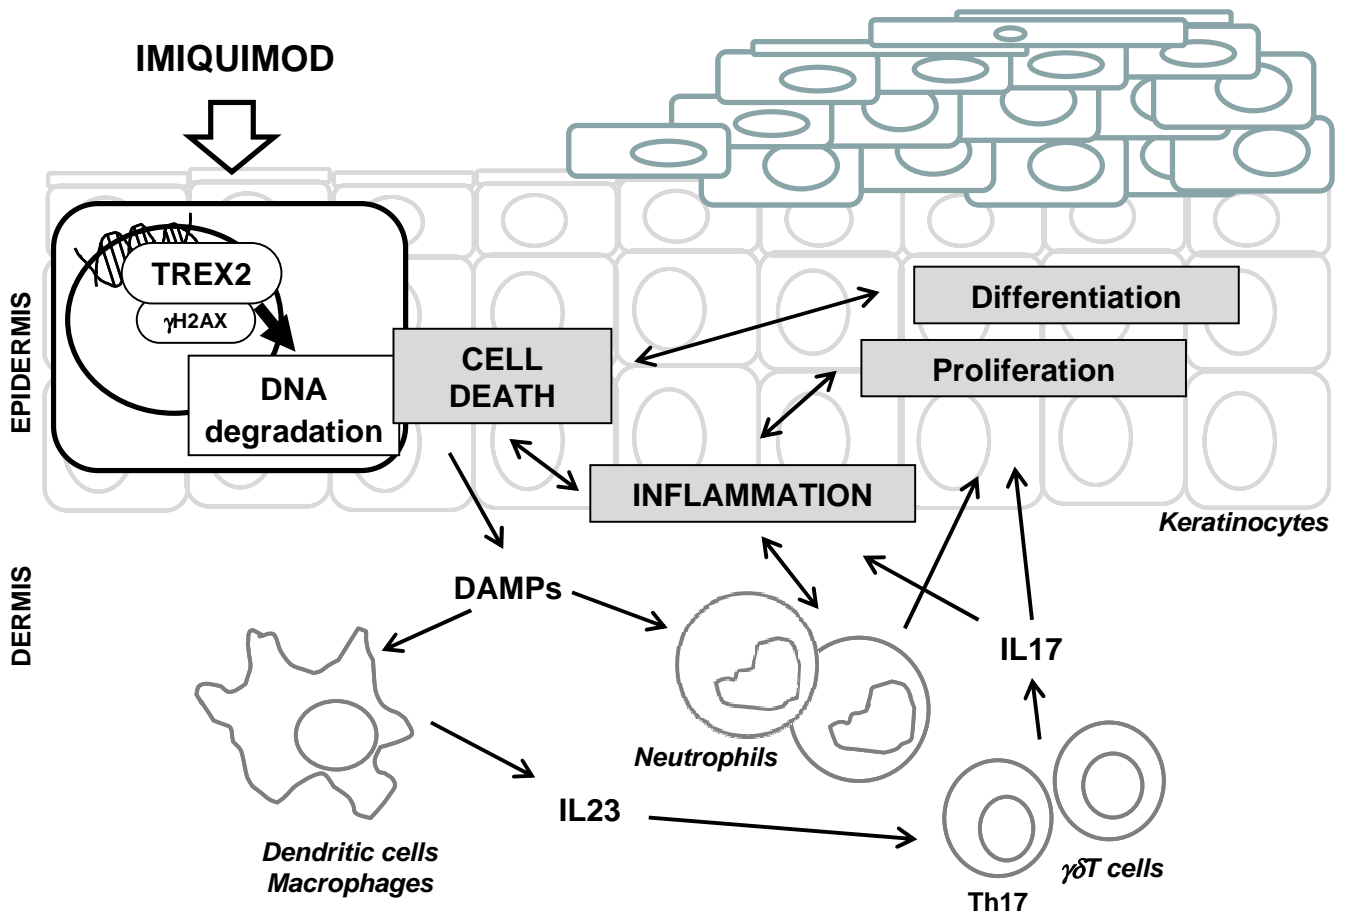 IMIQUIMOD
TREX2
γH2AX
DNA
degradation
CELL
DEATH
Differentiation
Proliferation
INFLAMMATION
EPIDERMIS
Keratinocytes
DERMIS
DAMPs
IL17
Neutrophils
IL23
Dendritic cells
Macrophages
γδT cells
Th17